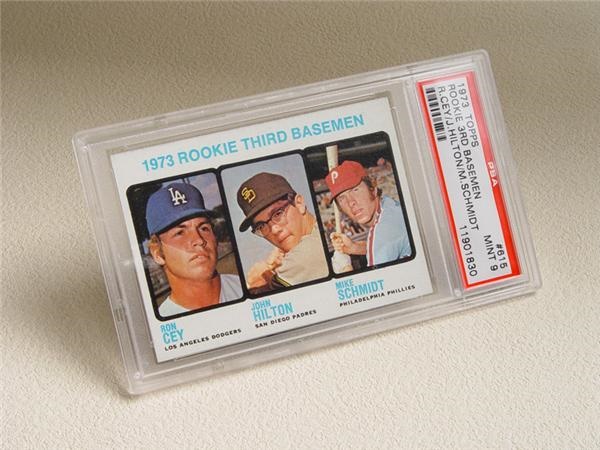 1973 ROOKIE THIRD BASEMEN
LA
SD
P
RON
CEY
LOS ANGELES DODGERS
JOHN
HILTON
SAN DIEGO PADRES
MIKE
SCHMIDT
PHILADELPHIA PHILLIES
PSA
1973 TOPPS #615
ROOKIE 3RD BASEMEN
R.CEY/J.HILTON/M.SCHMIDT MINT 9
11901830